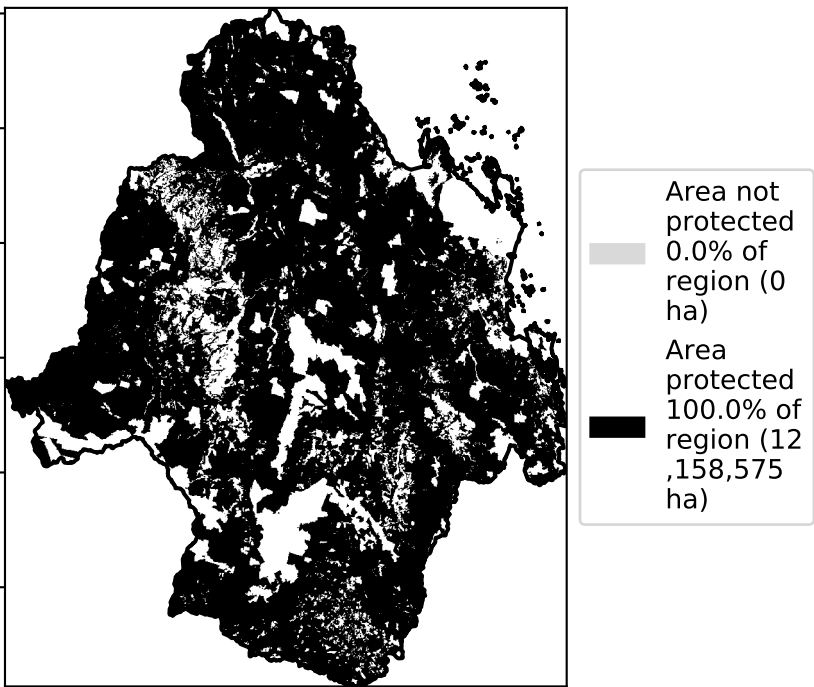 Area not
protected
0.0% of
region (0
ha)
Area
protected
100.0% of
region (12
,158,575
ha)